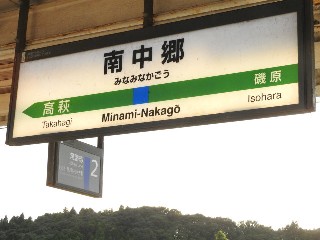 南中郷
みなみなかごう
高萩
Takahagi
Minami-Nakagō
磯原
Isohara
2